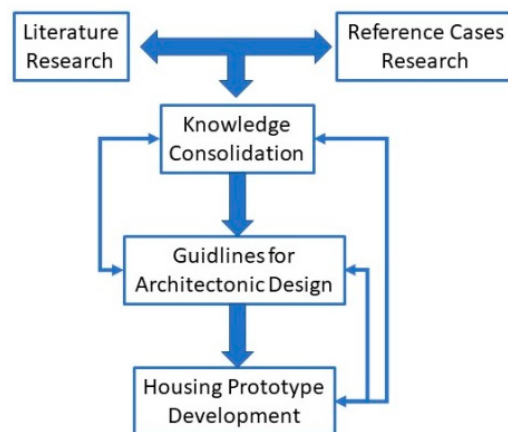 Literature
Research
Reference Cases
Research
Knowledge
Consolidation
Guidlines for
Architectonic Design
Housing Prototype
Development